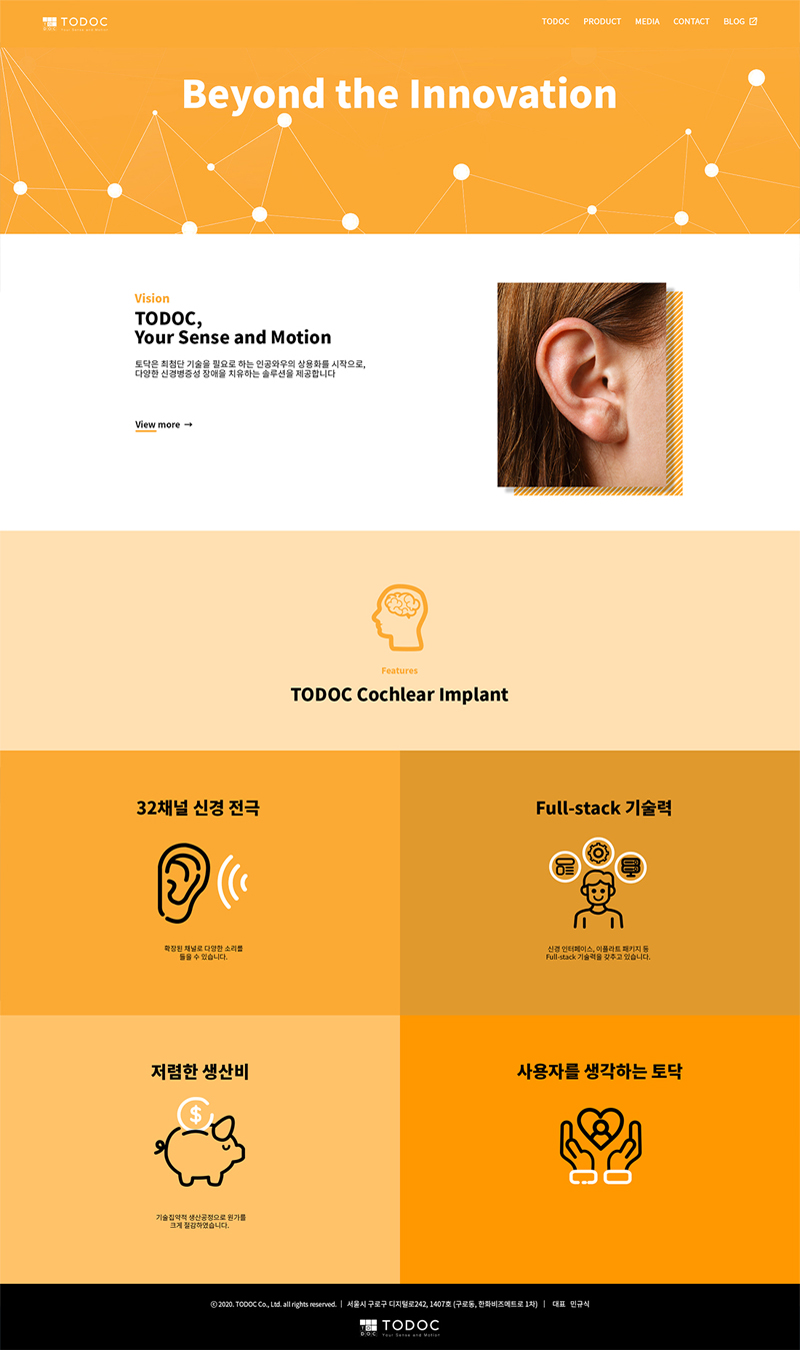 TODOC
Your Sense and Motion
TODOC PRODUCT MEDIA CONTACT BLOG
Beyond the Innovation
Vision
TODOC,
Your Sense and Motion
토닥은 최첨단 기술을 필요로 하는 인공와우의 상용화를 시작으로,
다양한 신경병증성 장애을 치유하는 솔루션을 제공합니다
View more →
Features
TODOC Cochlear Implant
32채널 신경 전극
확장된 채널로 다양한 소리를
들을 수 있습니다.
Full-stack 기술력
신경 인터페이스, 이플라트 패키지 등
Full-stack 기술력을 갖추고 있습니다.
저렴한 생산비
$
기술집약적 생산공정으로 원가를
크게 절감하였습니다.
사용자를 생각하는 토닥
ⓒ 2020. TODOC Co., Ltd. all rights reserved. | 서울시 구로구 디지털로242, 1407호 (구로동, 한화비즈메트로 1차) | 대표 민규식
TODOC
Your Sense and Motion